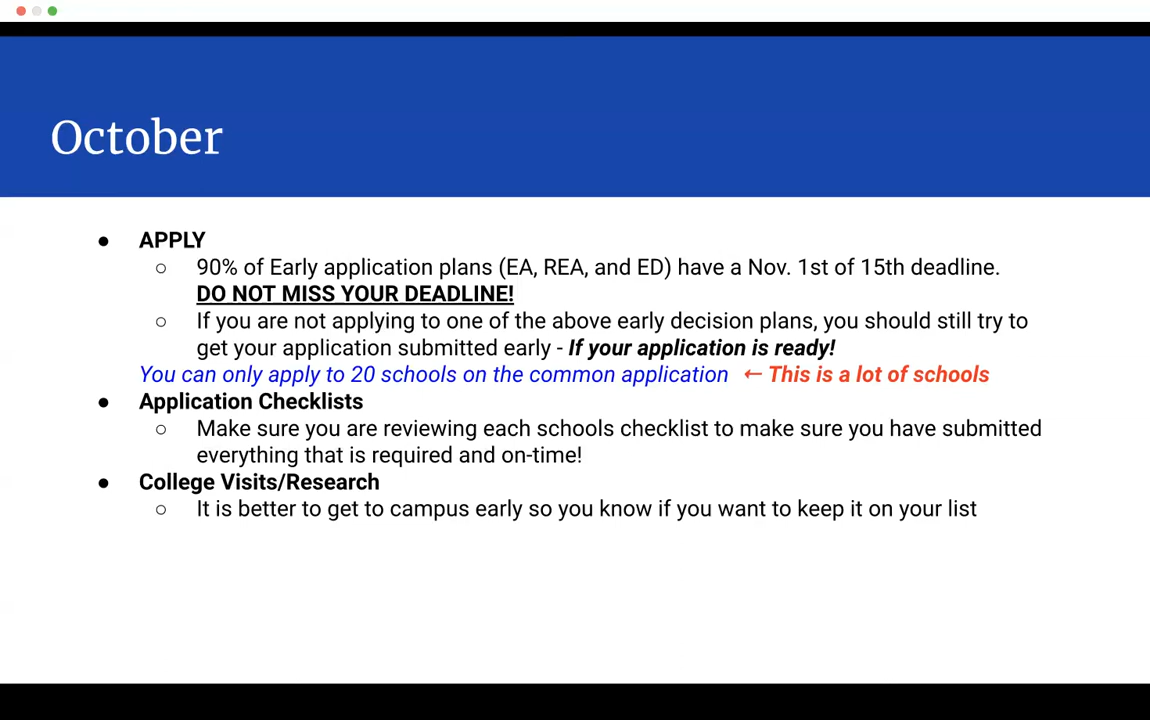 October
● APPLY
○ 90% of Early application plans (EA, REA, and ED) have a Nov. 1st of 15th deadline.
DO NOT MISS YOUR DEADLINE!
○ If you are not applying to one of the above early decision plans, you should still try to
get your application submitted early - If your application is ready!
You can only apply to 20 schools on the common application ← This is a lot of schools
● Application Checklists
○ Make sure you are reviewing each schools checklist to make sure you have submitted
everything that is required and on-time!
● College Visits/Research
○ It is better to get to campus early so you know if you want to keep it on your list